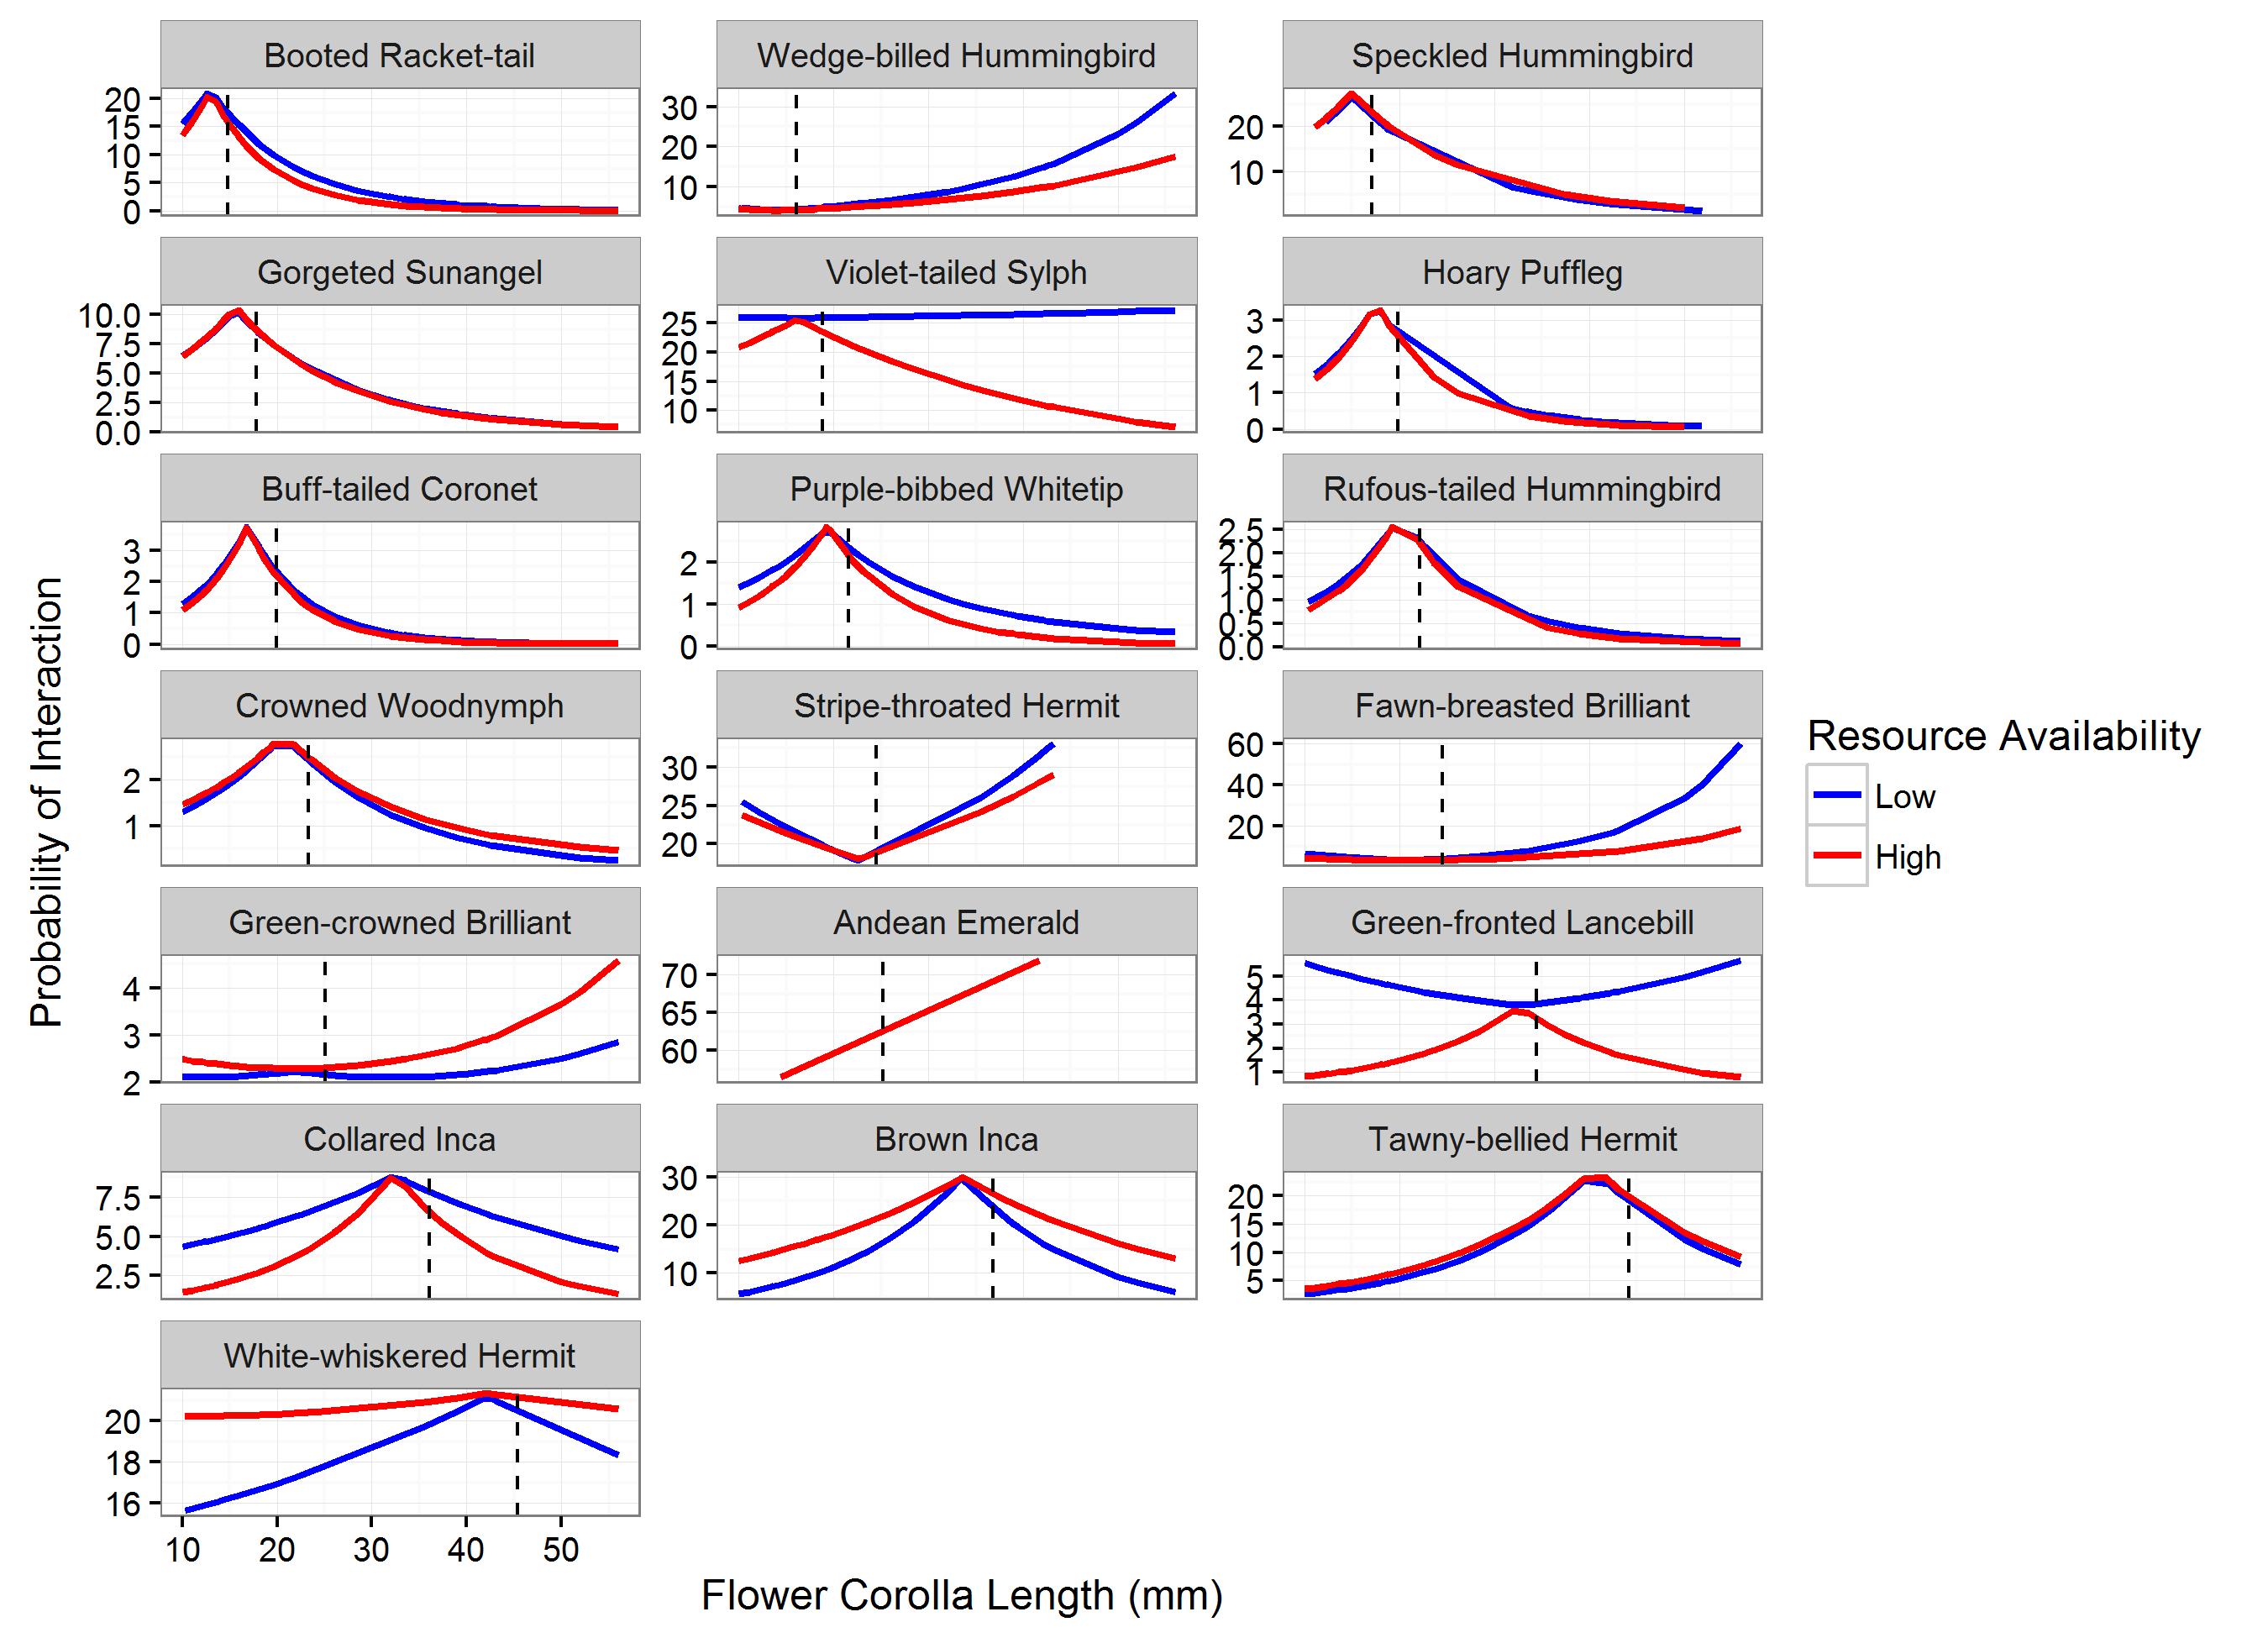 Booted Racket-tail
Wedge-billed Hummingbird
Speckled Hummingbird
20
15
10
5
0
30
20
10
20
10
Gorgeted Sunangel
Violet-tailed Sylph
Hoary Puffleg
10.0
7.5
5.0
2.5
0.0
25
20
15
10
3
2
1
0
Buff-tailed Coronet
Purple-bibbed Whitetip
Rufous-tailed Hummingbird
3
2
1
0
2
1
0
2.5
2.0
1.5
1.0
0.5
0.0
Crowned Woodnymph
Stripe-throated Hermit
Fawn-breasted Brilliant
2
1
30
25
20
60
40
20
Green-crowned Brilliant
Andean Emerald
Green-fronted Lancebill
4
3
2
70
65
60
5
4
3
2
1
Collared Inca
Brown Inca
Tawny-bellied Hermit
7.5
5.0
2.5
30
20
10
20
15
10
5
White-whiskered Hermit
20
18
16
10 20 30 40 50
Flower Corolla Length (mm)
Probability of Interaction
Resource Availability
Low
High